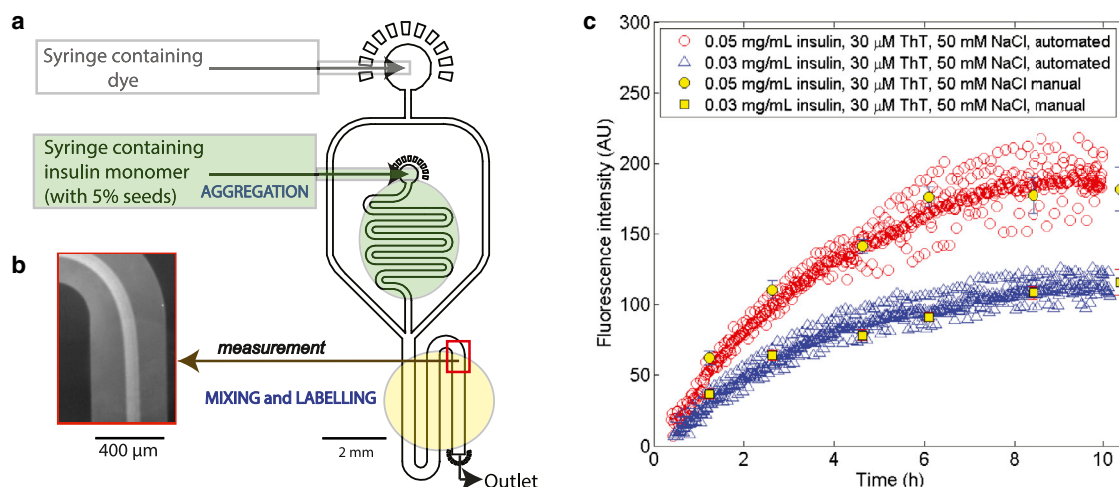 a
Syringe containing
dye
Syringe containing
insulin monomer
(with 5% seeds)
AGGREGATION
b
measurement
MIXING and LABELLING
400 µm
2 mm
Outlet
c
300
250
200
150
100
50
0
Fluorescence intensity (AU)
0.05 mg/mL insulin, 30 µM ThT, 50 mM NaCl, automated
0.03 mg/mL insulin, 30 µM ThT, 50 mM NaCl, automated
0.05 mg/mL insulin, 30 µM ThT, 50 mM NaCl manual
0.03 mg/mL insulin, 30 µM ThT, 50 mM NaCl, manual
0 2 4 6 8 10
Time (h)